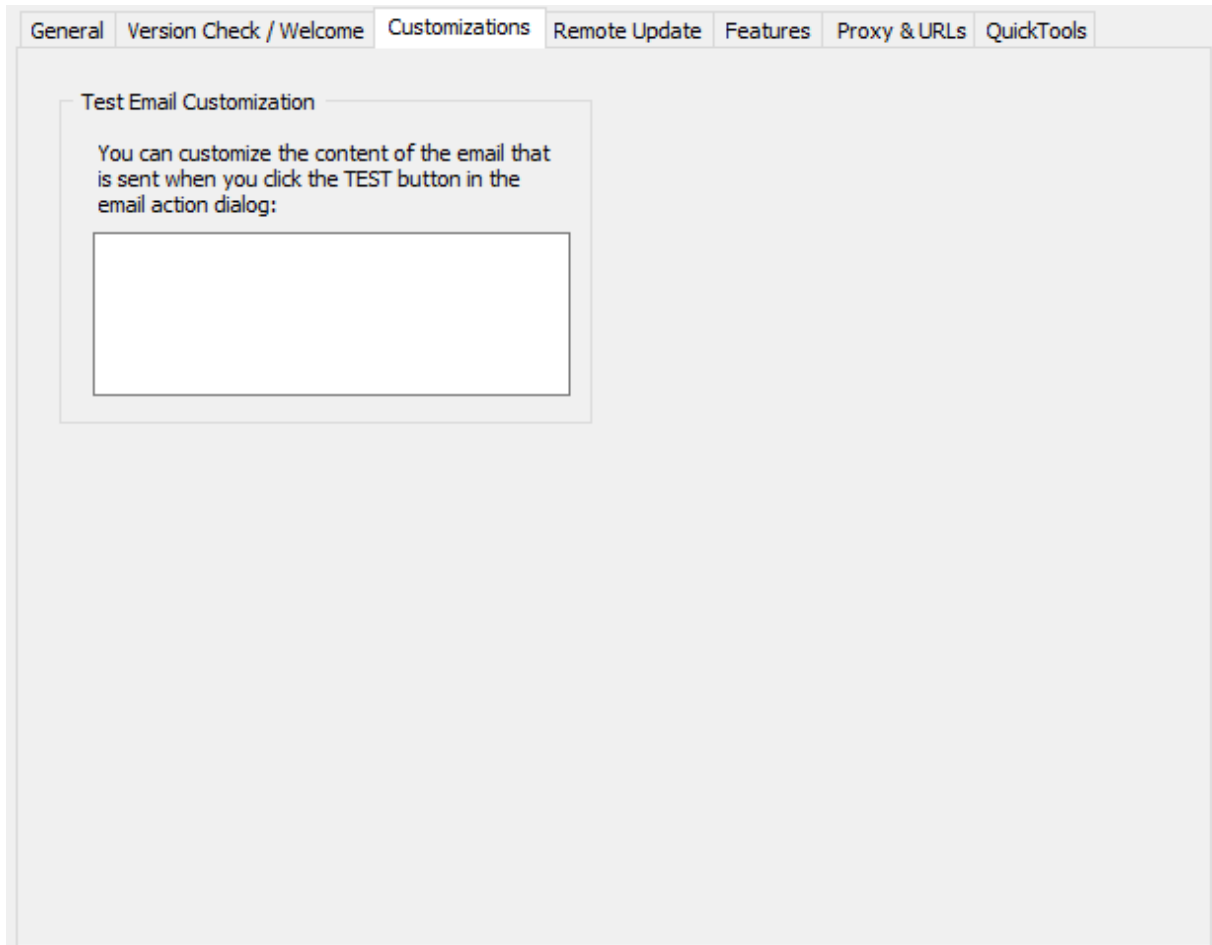 General Version Check / Welcome Customizations Remote Update Features Proxy & URLs QuickTools
Test Email Customization
You can customize the content of the email that
is sent when you click the TEST button in the
email action dialog: